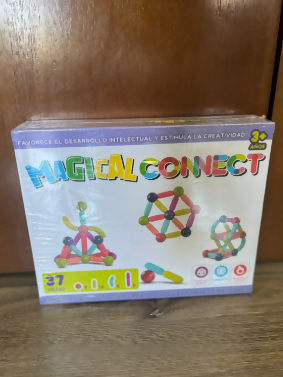 FAVORECE EL DESARROLLO INTELECTUAL Y ESTIMULA LA CREATIVIDAD
3+
AÑOS
MAGICAL CONNECT
37